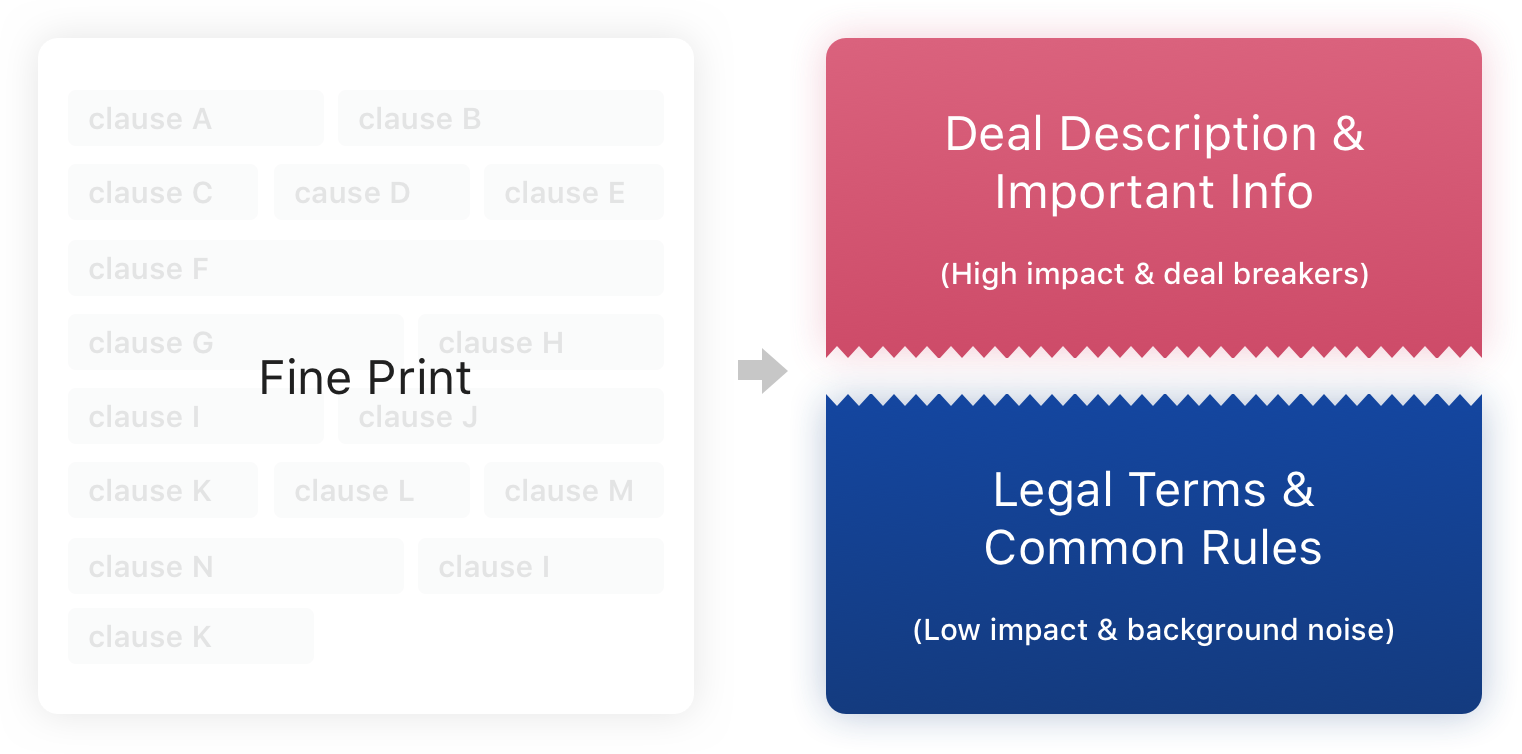 clause A
clause B
clause C
cause D
clause E
clause F
clause G
clause H
Fine Print
clause I
clause J
clause K
clause L
clause M
clause N
clause I
clause K
Deal Description &
Important Info
(High impact & deal breakers)
Legal Terms &
Common Rules
(Low impact & background noise)